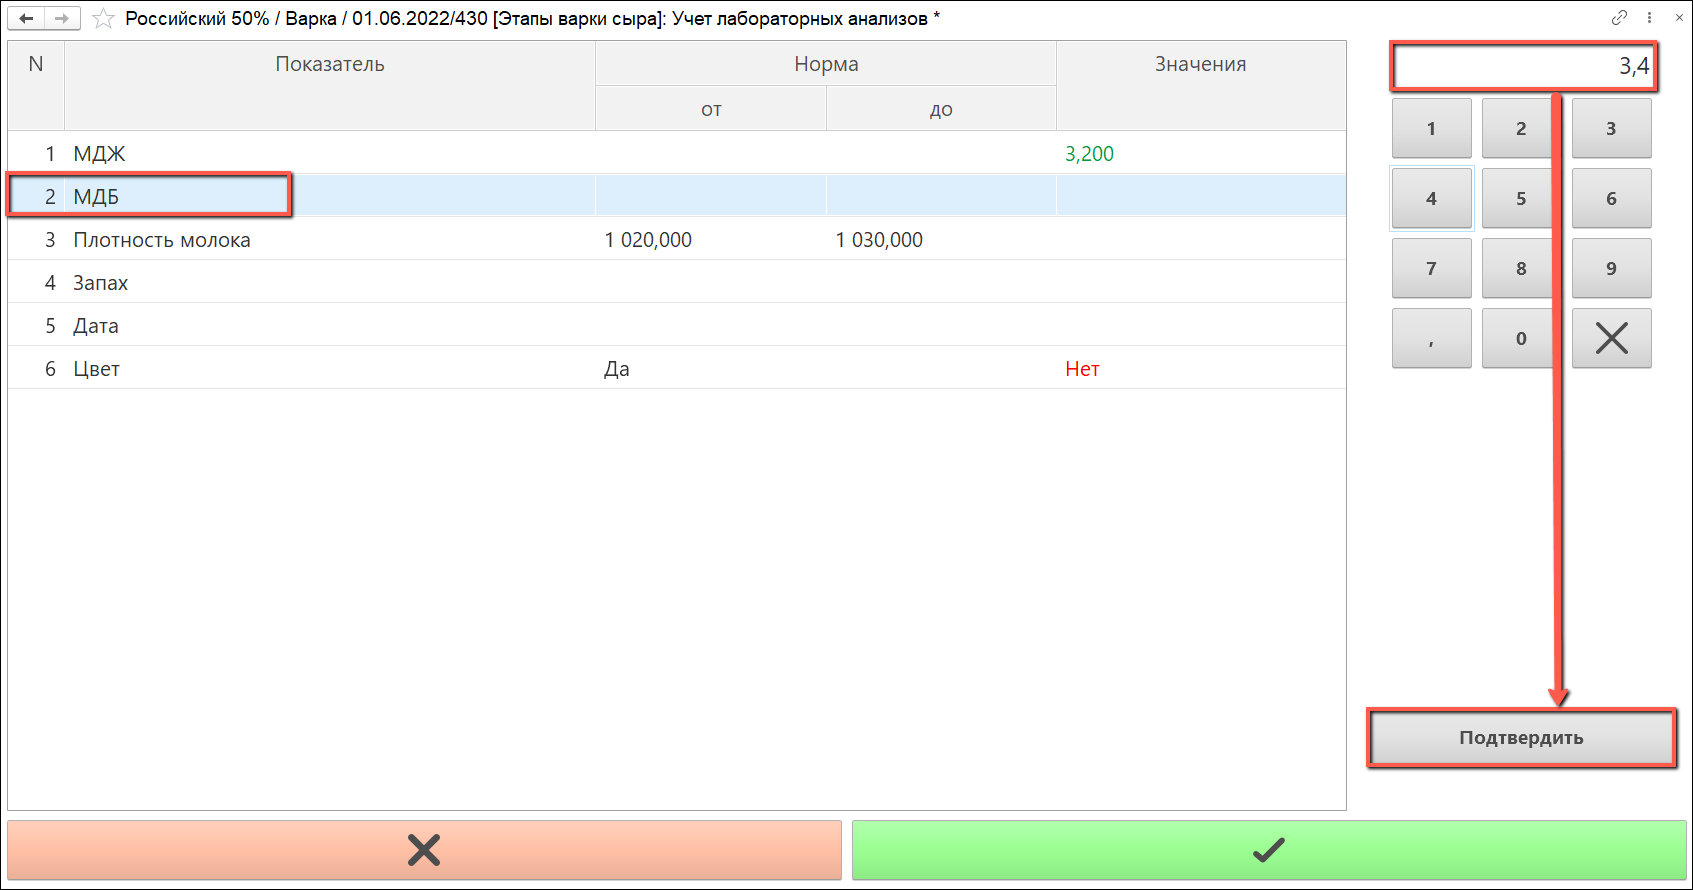 Российский 50% / Варка / 01.06.2022/430 [Этапы варки сыра]: Учет лабораторных анализов *
N Показатель Норма Значения
от до
1 МДЖ 3,200
2 МДБ
3 Плотность молока 1 020,000 1 030,000
4 Запах
5 Дата
6 Цвет Да Нет
3,4
1 2 3
4 5 6
7 8 9
, 0
Подтвердить